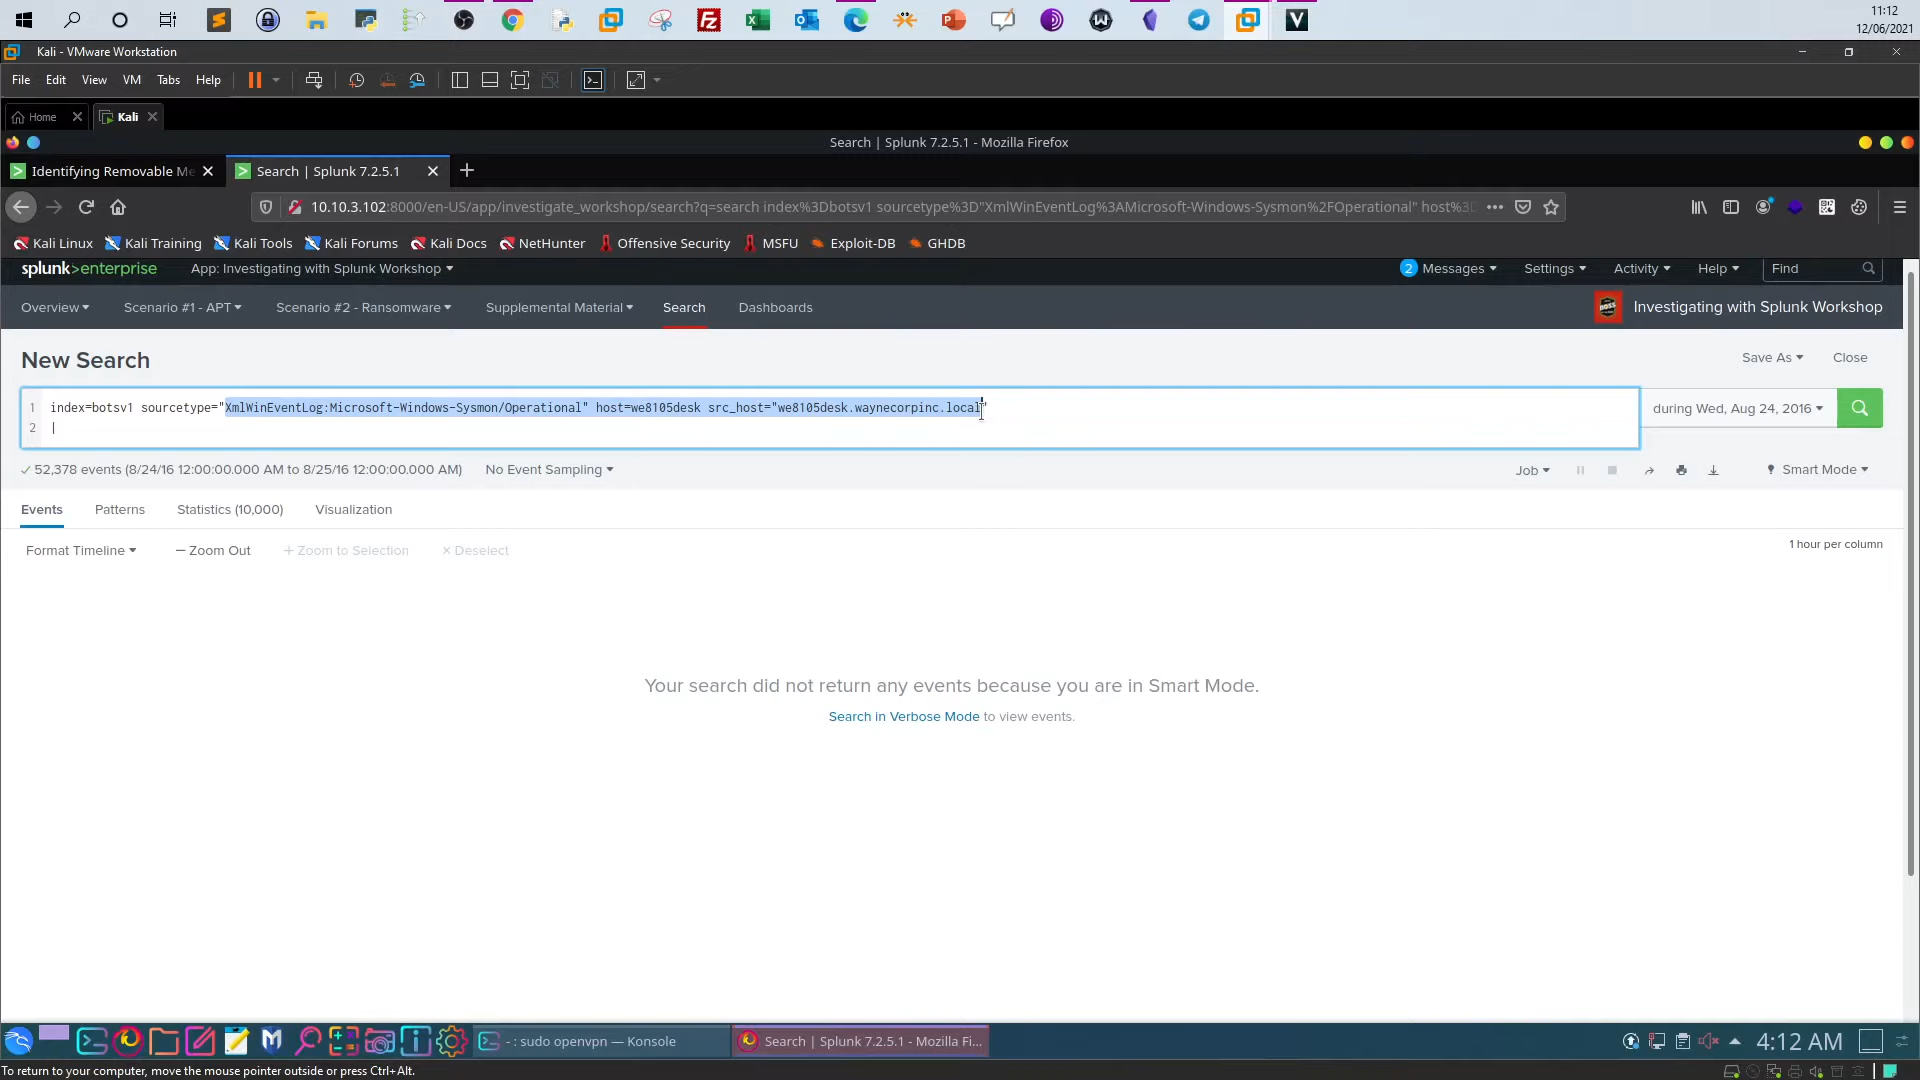 11:12
12/06/2021
Kali - VMware Workstation
File Edit View VM Tabs Help
Home Kali
Search | Splunk 7.2.5.1 - Mozilla Firefox
Identifying Removable Me Search | Splunk 7.2.5.1
10.10.3.102:8000/en-US/app/investigate_workshop/search?q=search index%3Dbotsv1 sourcetype%3D"XmlWinEventLog%3AMicrosoft-Windows-Sysmon%2FOperational" host%3D
Kali Linux Kali Training Kali Tools Kali Forums Kali Docs NetHunter Offensive Security MSFU Exploit-DB GHDB
splunk>enterprise App: Investigating with Splunk Workshop 2 Messages Settings Activity Help Find
Overview Scenario #1 - APT Scenario #2 - Ransomware Supplemental Material Search Dashboards Investigating with Splunk Workshop
New Search Save As Close
1 index=botsv1 sourcetype="XmlWinEventLog:Microsoft-Windows-Sysmon/Operational" host=we8105desk src_host="we8105desk.waynecorpinc.local" during Wed, Aug 24, 2016
2 |
52,378 events (8/24/16 12:00:00.000 AM to 8/25/16 12:00:00.000 AM) No Event Sampling Job Smart Mode
Events Patterns Statistics (10,000) Visualization
Format Timeline — Zoom Out + Zoom to Selection × Deselect 1 hour per column
Your search did not return any events because you are in Smart Mode.
Search in Verbose Mode to view events.
- : sudo openvpn — Konsole Search | Splunk 7.2.5.1 - Mozilla Fi... 4:12 AM
To return to your computer, move the mouse pointer outside or press Ctrl+Alt.